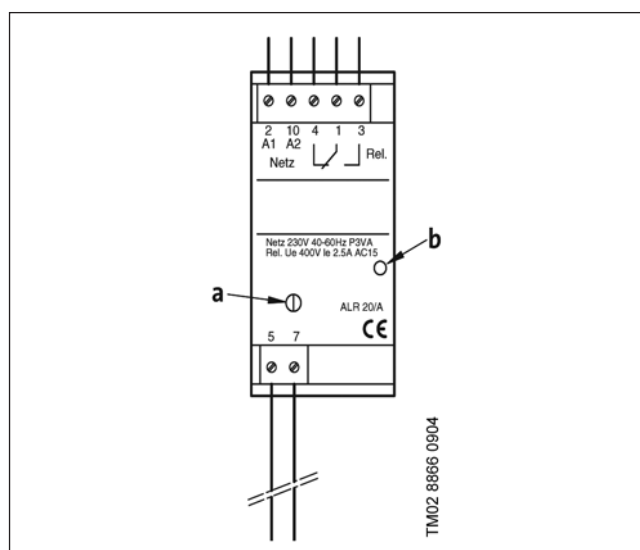 2 10 4 1 3
A1 A2
Netz Rel.
Netz 230V 40-60Hz P3VA
Rel. Ue 400V Ie 2.5A AC15
b
a
ALR 20/A
CE
5 7
TM02 8866 0904